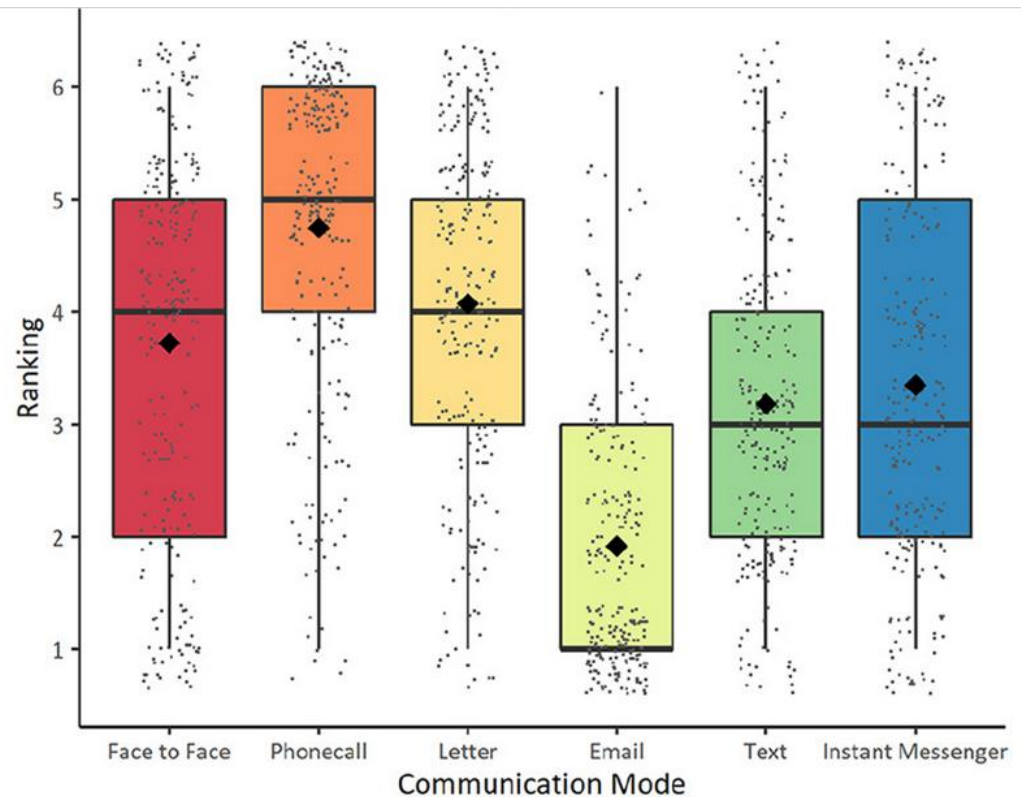 Ranking
6
5
4
3
2
1
Face to Face Phonecall Letter Email Text Instant Messenger
Communication Mode